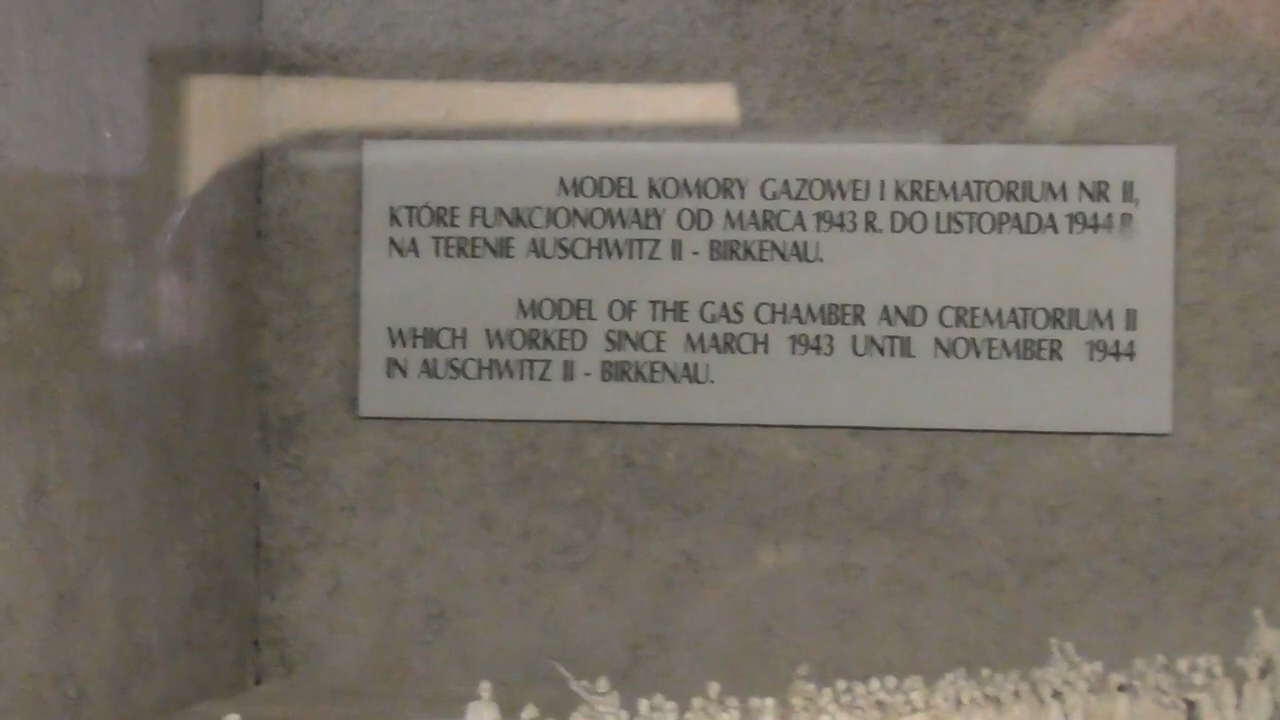 MODEL KOMORY GAZOWEJ I KREMATORIUM NR II,
KTÓRE FUNKCJONOWAŁY OD MARCA 1943 R. DO LISTOPADA 1944 R.
NA TERENIE AUSCHWITZ II - BIRKENAU.
MODEL OF THE GAS CHAMBER AND CREMATORIUM II
WHICH WORKED SINCE MARCH 1943 UNTIL NOVEMBER 1944
IN AUSCHWITZ II - BIRKENAU.